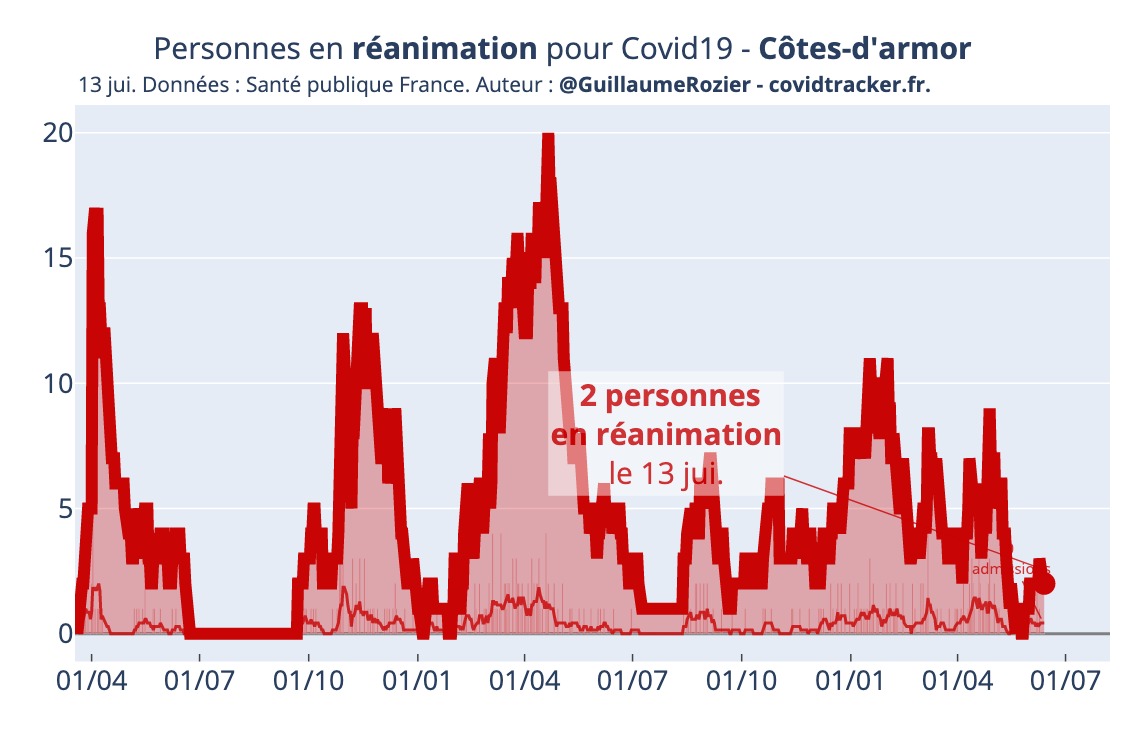 Personnes en réanimation pour Covid19 - Côtes-d'armor
13 jui. Données : Santé publique France. Auteur : @GuillaumeRozier - covidtracker.fr.
20
15
10
5
0
2 personnes
en réanimation
le 13 jui.
admissions
01/04 01/07 01/10 01/01 01/04 01/07 01/10 01/01 01/04 01/07